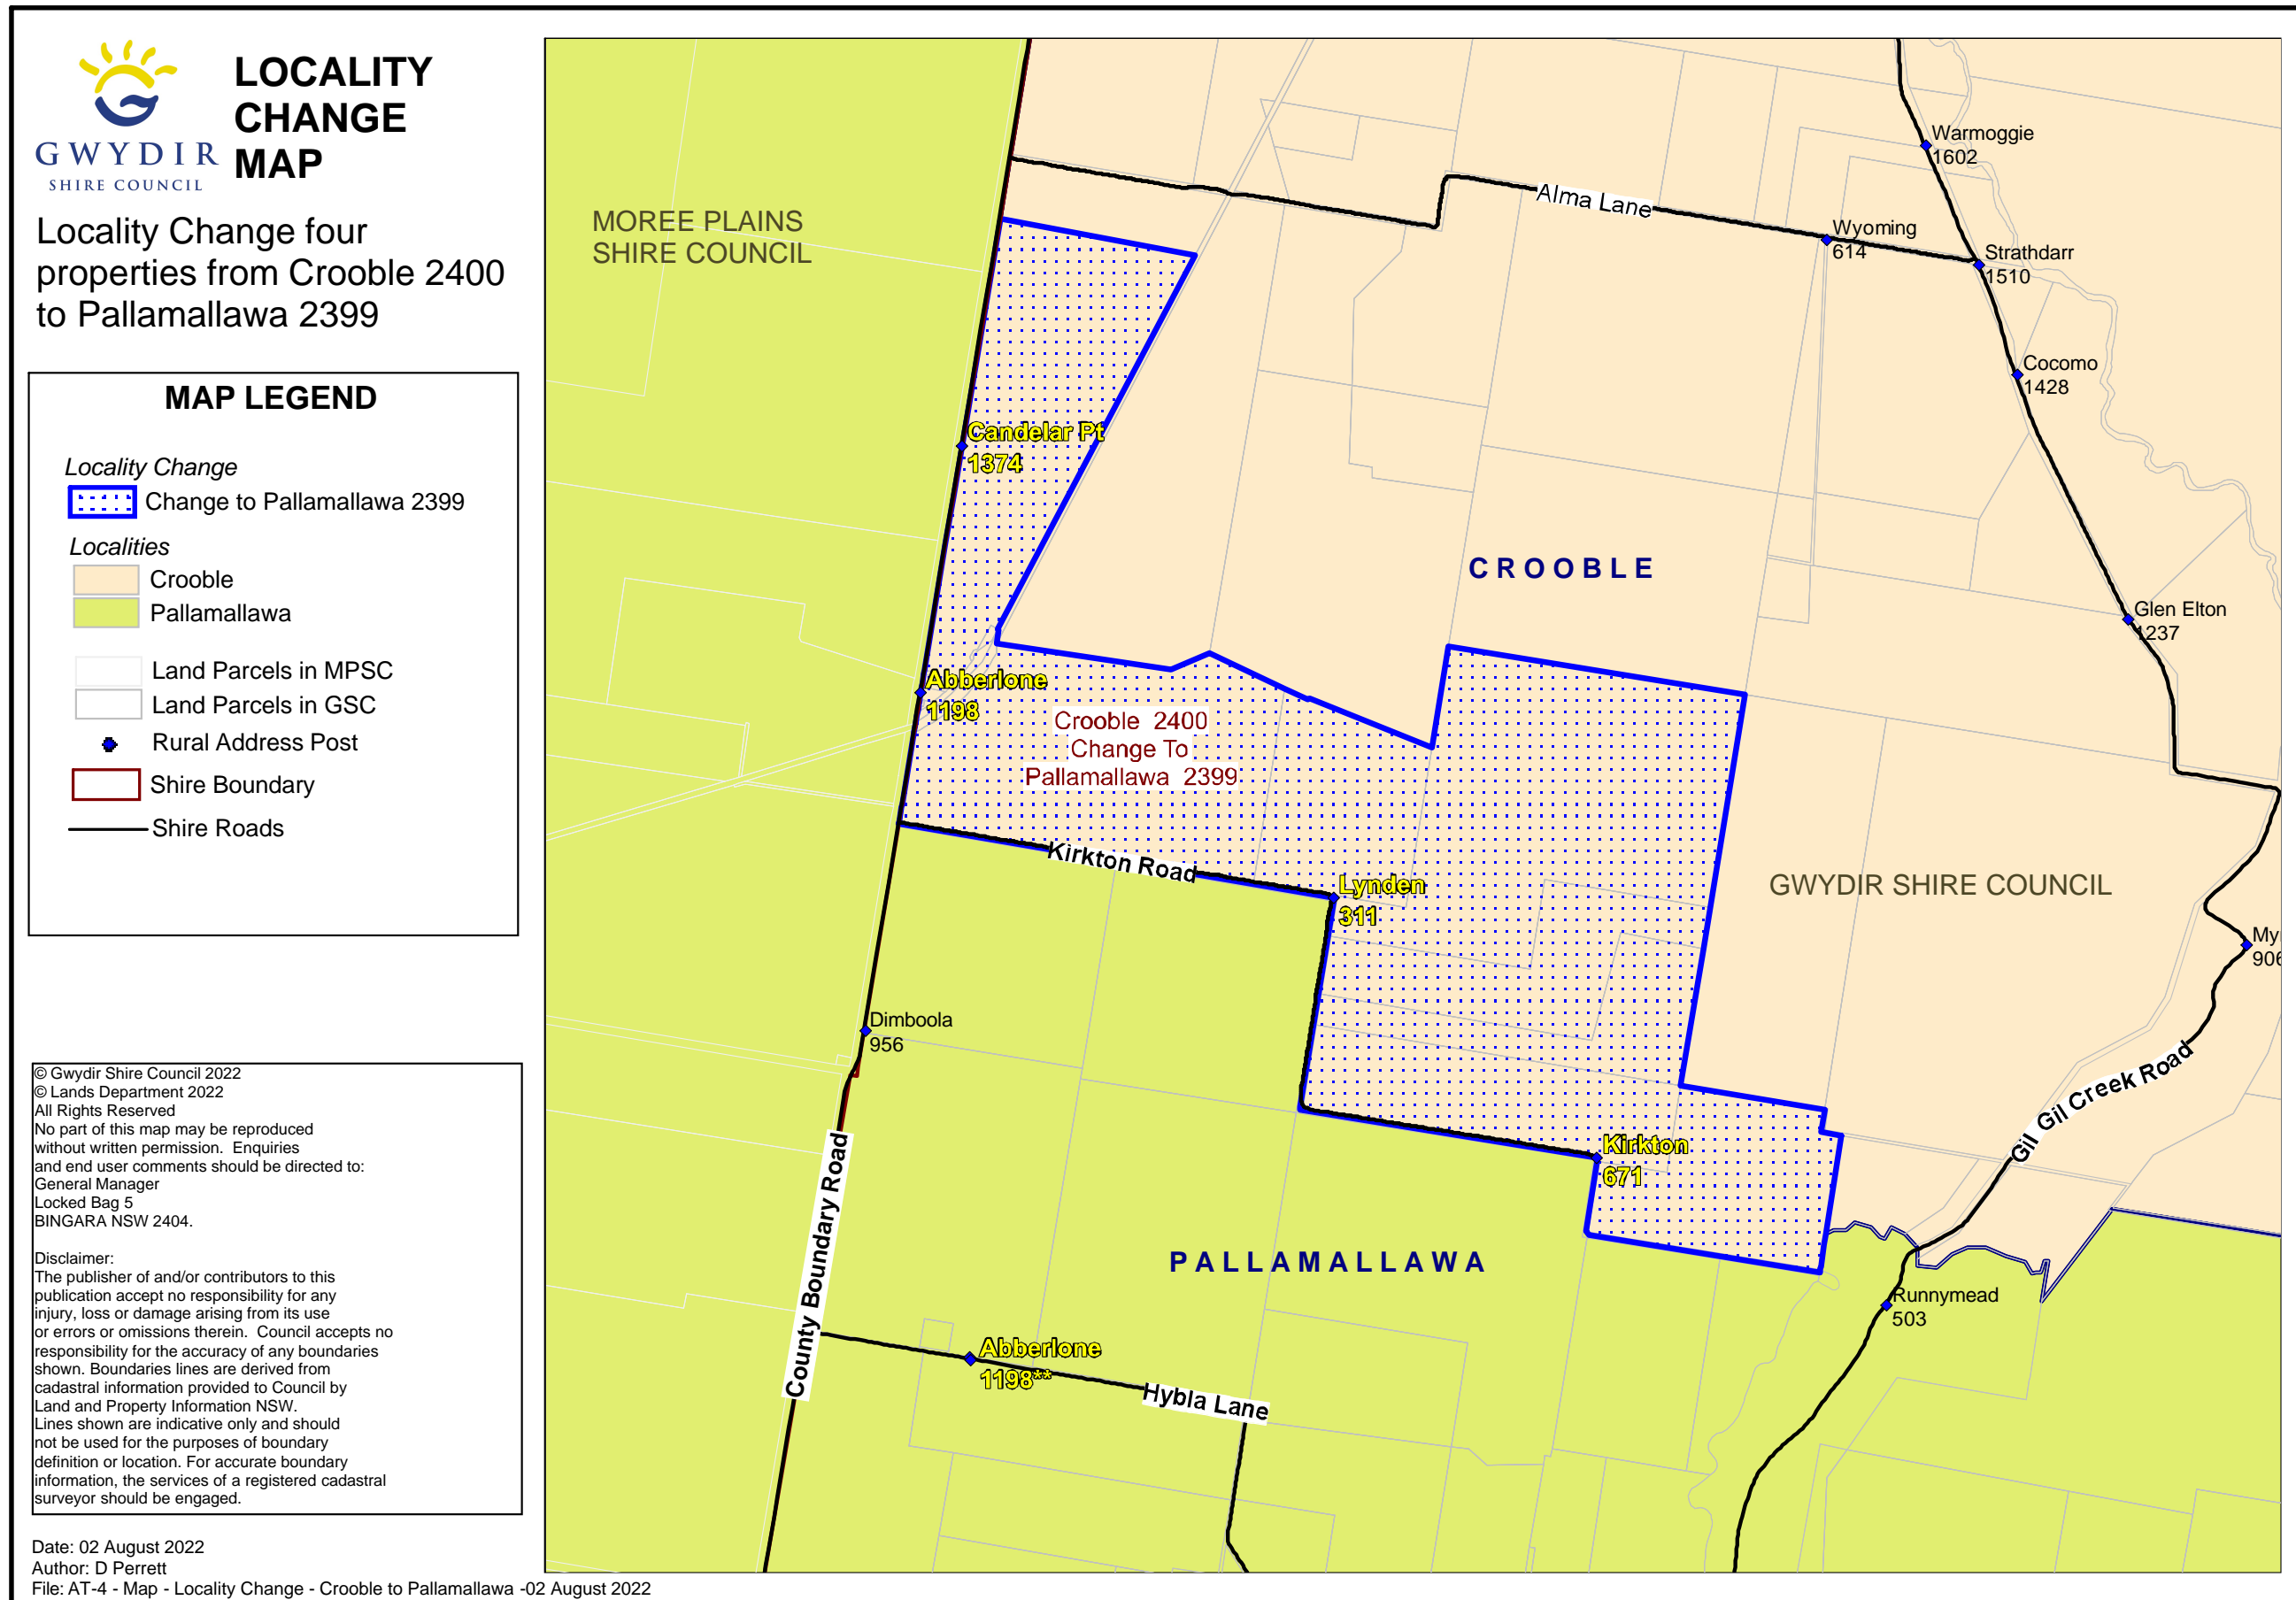 GWYDIR
SHIRE COUNCIL
LOCALITY
CHANGE
MAP
Locality Change four
properties from Crooble 2400
to Pallamallawa 2399
MAP LEGEND
Locality Change
Change to Pallamallawa 2399
Localities
Crooble
Pallamallawa
Land Parcels in MPSC
Land Parcels in GSC
Rural Address Post
Shire Boundary
Shire Roads
© Gwydir Shire Council 2022
© Lands Department 2022
All Rights Reserved
No part of this map may be reproduced
without written permission. Enquiries
and end user comments should be directed to:
General Manager
Locked Bag 5
BINGARA NSW 2404.
Disclaimer:
The publisher of and/or contributors to this
publication accept no responsibility for any
injury, loss or damage arising from its use
or errors or omissions therein. Council accepts no
responsibility for the accuracy of any boundaries
shown. Boundaries lines are derived from
cadastral information provided to Council by
Land and Property Information NSW.
Lines shown are indicative only and should
not be used for the purposes of boundary
definition or location. For accurate boundary
information, the services of a registered cadastral
surveyor should be engaged.
Date: 02 August 2022
Author: D Perrett
File: AT-4 - Map - Locality Change - Crooble to Pallamallawa -02 August 2022
MOREE PLAINS
SHIRE COUNCIL
Warmoggie
1602
Alma Lane
Wyoming
614
Strathdarr
1510
Cocomo
1428
Candelar Pt
1374
CROOBLE
Glen Elton
1237
Abberlone
1198
Crooble 2400
Change To
Pallamallawa 2399
Kirkton Road
Lynden
311
GWYDIR SHIRE COUNCIL
My
906
Dimboola
956
Gil Gil Creek Road
Kirkton
671
County Boundary Road
PALLAMALLAWA
Runnymead
503
Abberlone
1198**
Hybla Lane